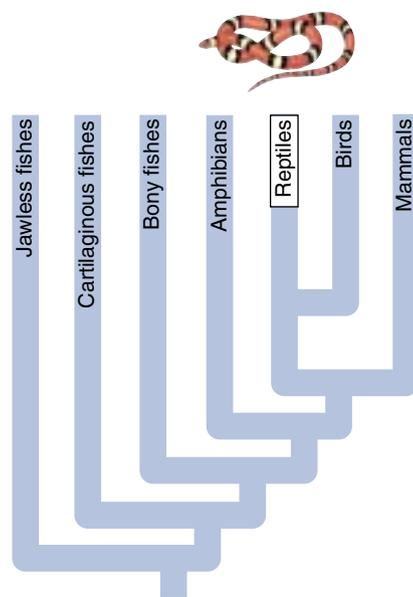 Jawless fishes
Cartilaginous fishes
Bony fishes
Amphibians
Reptiles
Birds
Mammals